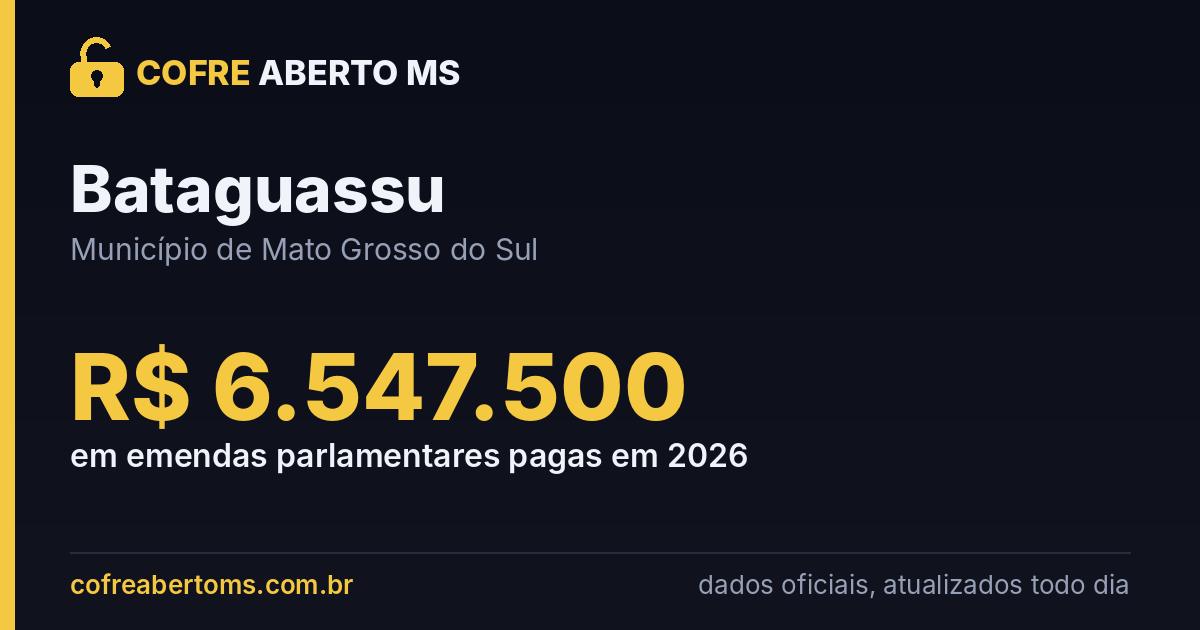 COFRE ABERTO MS
Bataguassu
Município de Mato Grosso do Sul
R$ 6.547.500
em emendas parlamentares pagas em 2026
cofreabertoms.com.br
dados oficiais, atualizados todo dia